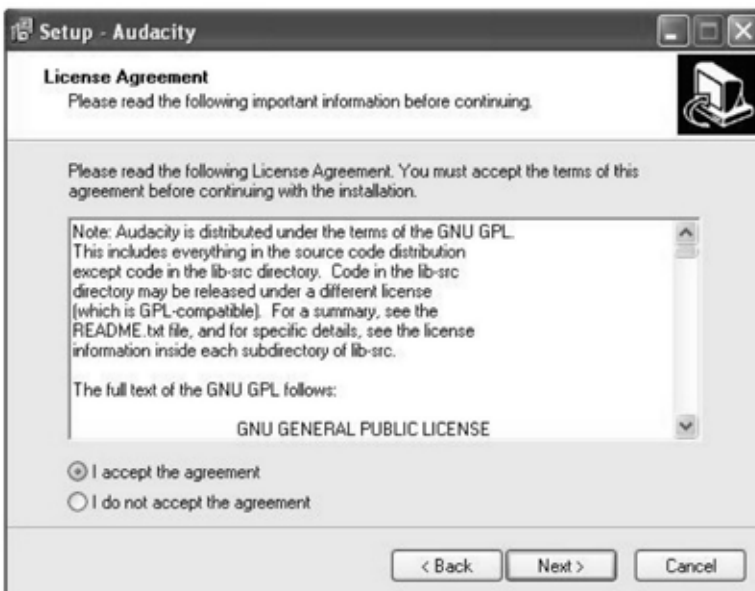 Setup - Audacity
License Agreement
Please read the following important information before continuing.
Please read the following License Agreement. You must accept the terms of this
agreement before continuing with the installation.
Note: Audacity is distributed under the terms of the GNU GPL.
This includes everything in the source code distribution
except code in the lib-src directory. Code in the lib-src
directory may be released under a different license
(which is GPL-compatible). For a summary, see the
README.txt file, and for specific details, see the license
information inside each subdirectory of lib-src.
The full text of the GNU GPL follows:
GNU GENERAL PUBLIC LICENSE
I accept the agreement
I do not accept the agreement
< Back Next > Cancel